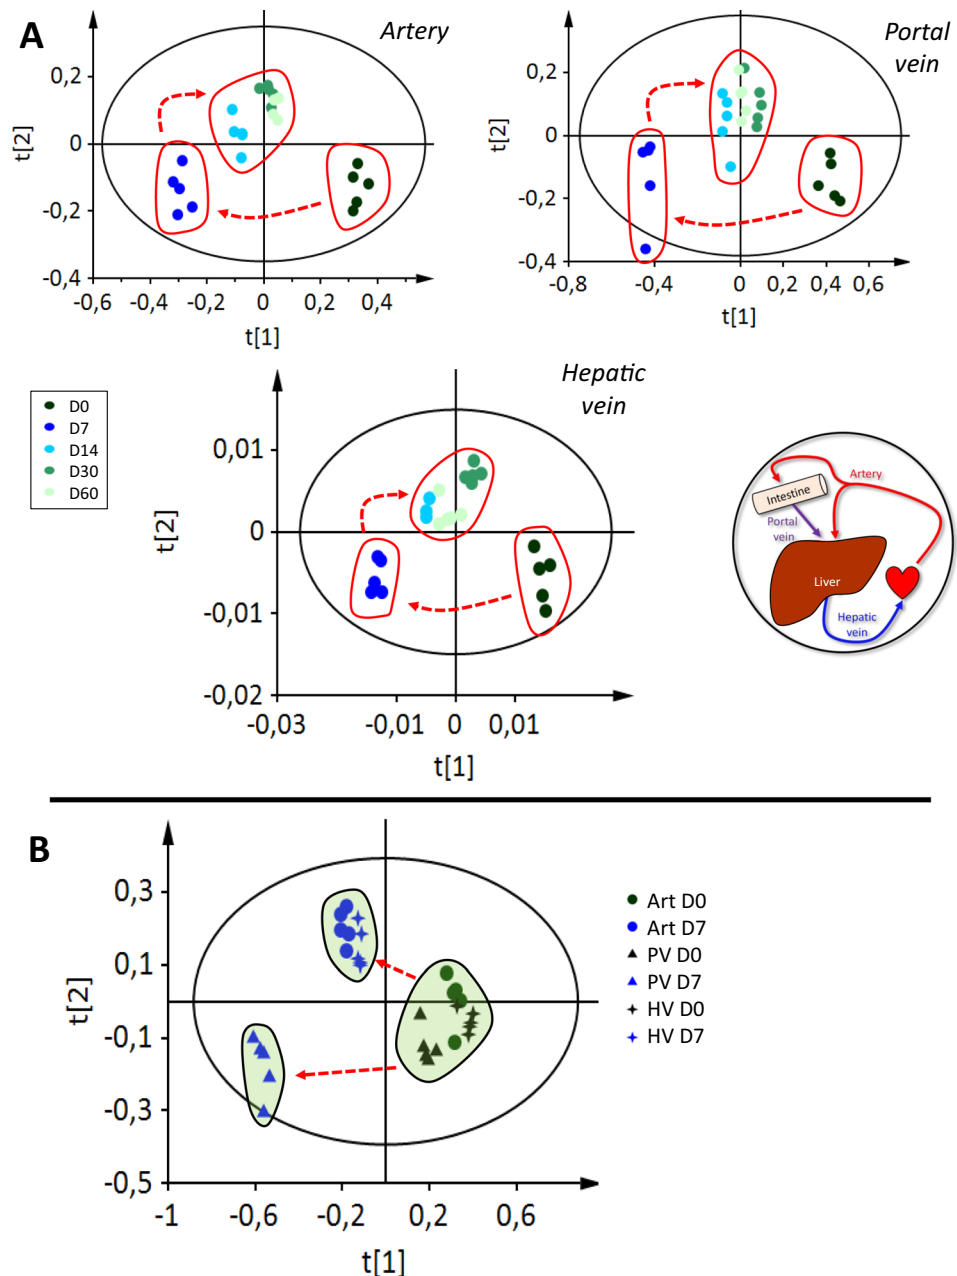 A
Artery
t[2]
0,2
0
-0,2
-0,4
-0,6
-0,4
-0,2
0
0,2
0,4
t[1]
Portal
vein
t[2]
0,2
0
-0,2
-0,4
-0,8
-0,4
-0,2
0
0,2
0,4
0,6
t[1]
D0
D7
D14
D30
D60
Hepatic
vein
t[2]
0,01
0
-0,01
-0,02
-0,03
-0,01
0
0,01
t[1]
Artery
Intestine
Portal
vein
Liver
Hepatic
vein
B
t[2]
0,3
0,1
-0,1
-0,3
-0,5
-1
-0,6
-0,2
0,2
0,6
t[1]
Art D0
Art D7
PV D0
PV D7
HV D0
HV D7